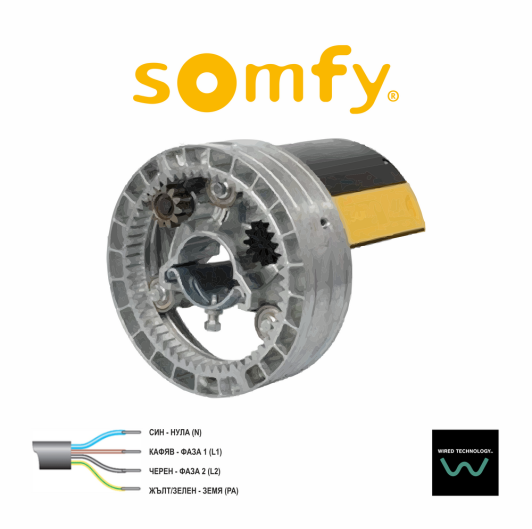 somfy®
СИН - НУЛА (N)
КАФЯВ - ФАЗА 1 (L1)
ЧЕРЕН - ФАЗА 2 (L2)
ЖЪЛТ/ЗЕЛЕН - ЗЕМЯ (PA)
WIRED TECHNOLOGY